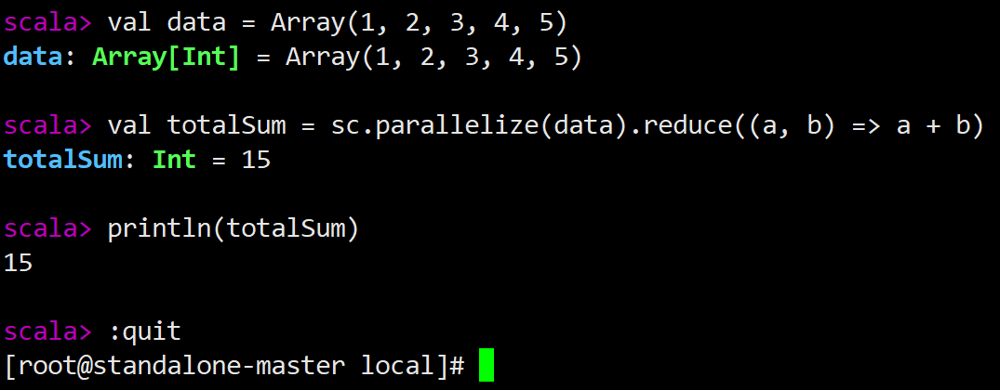 scala> val data = Array(1, 2, 3, 4, 5)
data: Array[Int] = Array(1, 2, 3, 4, 5)
scala> val totalSum = sc.parallelize(data).reduce((a, b) => a + b)
totalSum: Int = 15
scala> println(totalSum)
15
scala> :quit
[root@standalone-master local]#